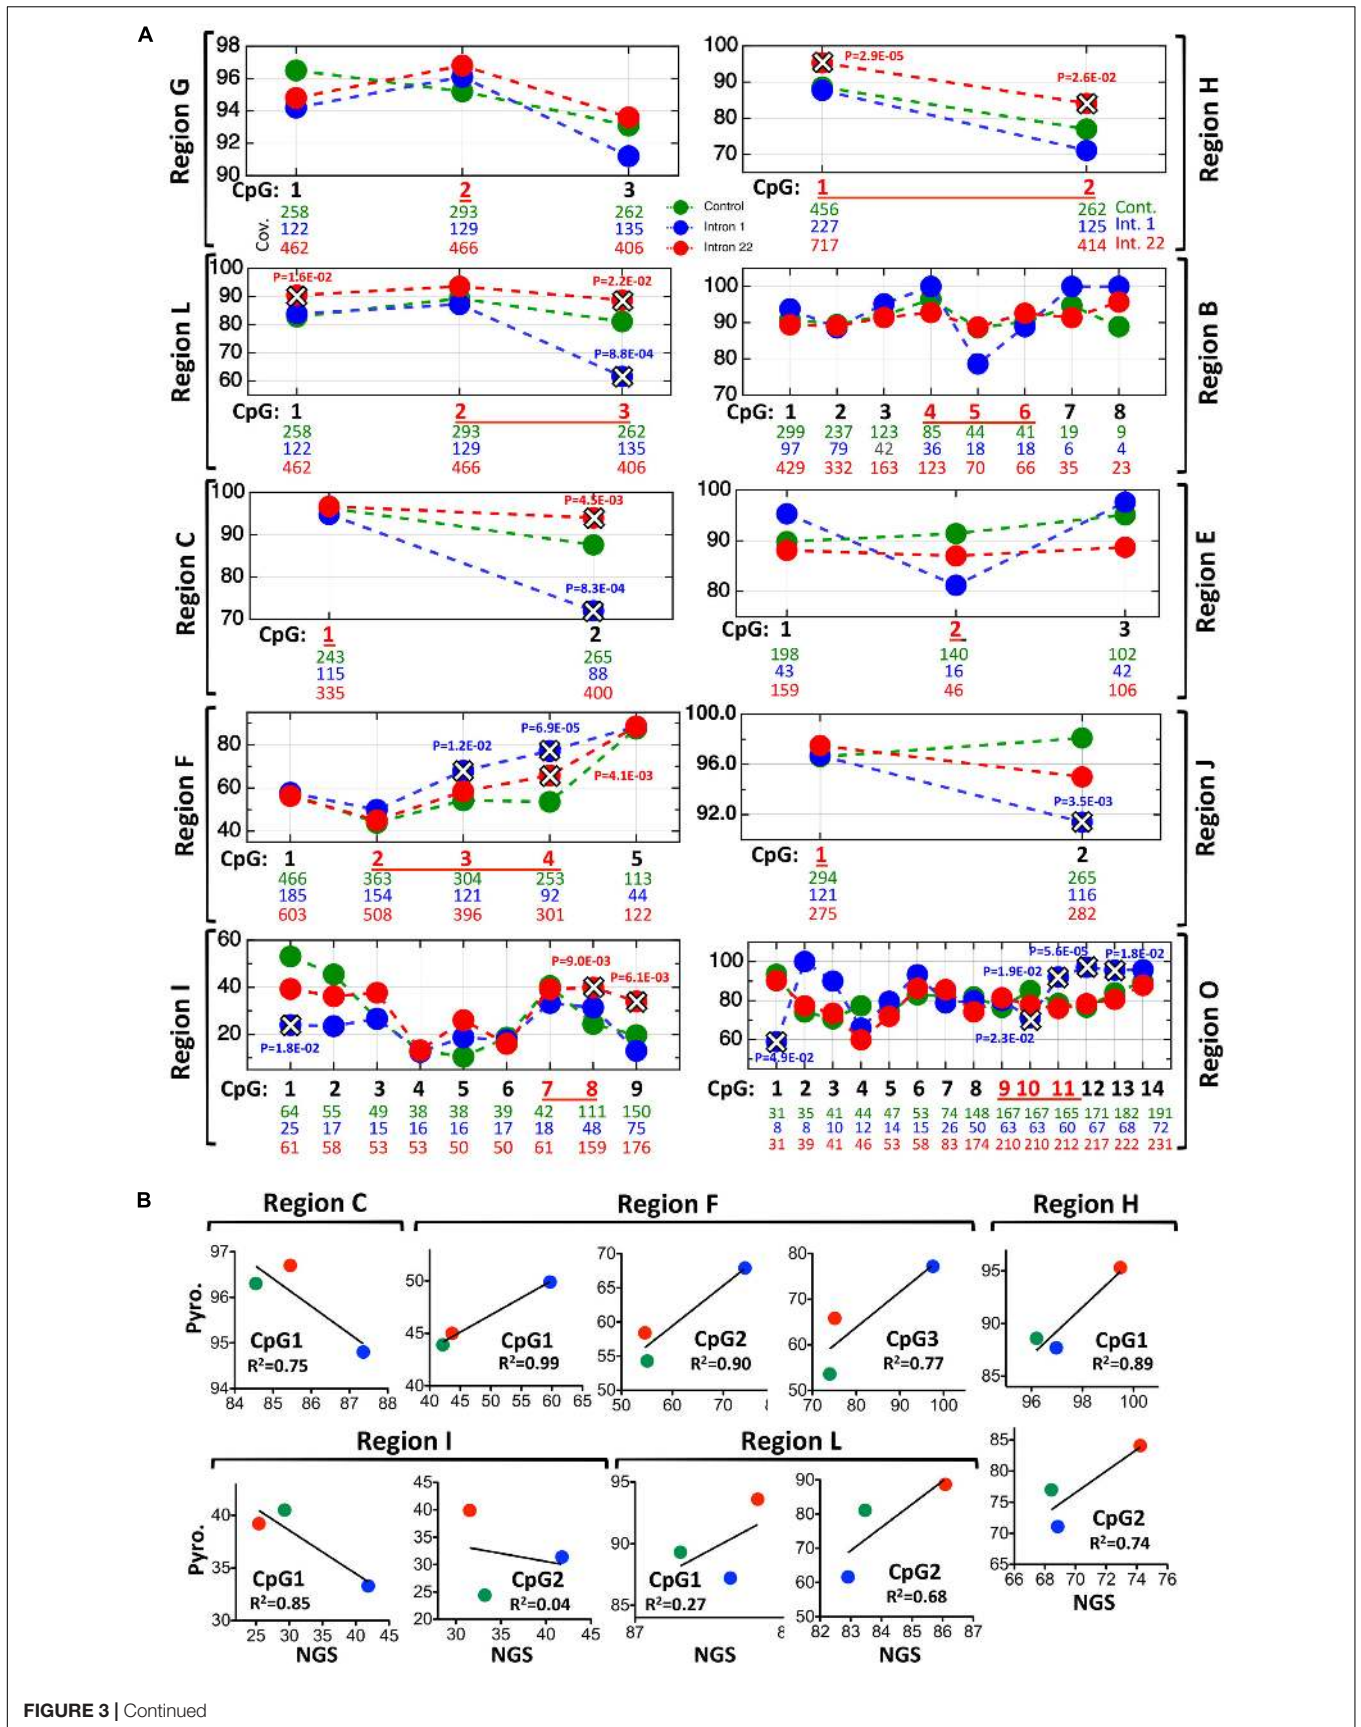 A
Region G
98
96
94
92
90
CpG: 1 2 3
Cov.
258 293 262
122 129 135
462 466 406
Control
Intron 1
Intron 22
Region H
100
90
80
70
P=2.9E-05
P=2.6E-02
CpG: 1 2
456 262 Cont.
227 125 Int. 1
717 414 Int. 22
Region L
100
90
80
70
60
P=1.6E-02
P=2.2E-02
P=8.8E-04
CpG: 1 2 3
258 293 262
122 129 135
462 466 406
Region B
100
90
80
70
CpG: 1 2 3 4 5 6 7 8
299 237 123 85 44 41 19 9
97 79 42 36 18 18 6 4
429 332 163 123 70 66 35 23
Region C
100
90
80
70
P=4.5E-03
P=8.3E-04
CpG: 1 2
243 265
115 88
335 400
Region E
100
90
80
CpG: 1 2 3
198 140 102
43 16 42
159 46 106
Region F
80
60
40
P=1.2E-02
P=6.9E-05
P=4.1E-03
CpG: 1 2 3 4 5
466 363 304 253 113
185 154 121 92 44
603 508 396 301 122
Region J
100.0
96.0
92.0
P=3.5E-03
CpG: 1 2
294 265
121 116
275 282
Region I
60
40
20
P=1.8E-02
P=9.0E-03
P=6.1E-03
CpG: 1 2 3 4 5 6 7 8 9
64 55 49 38 38 39 42 111 150
25 17 15 16 16 17 18 48 75
61 58 53 53 50 50 61 159 176
Region O
100
80
60
P=4.9E-02
P=1.9E-02
P=5.6E-05
P=1.8E-02
P=2.3E-02
CpG: 1 2 3 4 5 6 7 8 9 10 11 12 13 14
31 35 41 44 47 53 74 148 167 167 165 171 182 191
8 8 10 12 14 15 26 50 63 63 60 67 68 72
31 39 41 46 53 58 83 174 210 210 212 217 222 231
B
Region C
Region F
Region H
Pyro.
97
96
95
94
CpG1
R²=0.75
84 85 86 87 88
50
45
40
CpG1
R²=0.99
40 45 50 55 60 65
70
65
60
55
50
CpG2
R²=0.90
50 60 70
80
70
60
50
CpG3
R²=0.77
70 80 90 100
95
90
85
CpG1
R²=0.89
96 98 100
Region I
Region L
Pyro.
40
35
30
CpG1
R²=0.85
25 30 35 40 45
NGS
45
40
35
30
25
20
CpG2
R²=0.04
30 35 40 45
NGS
95
90
85
CpG1
R²=0.27
87
NGS
90
80
70
60
50
CpG2
R²=0.68
82 83 84 85 86 87
NGS
85
80
75
70
65
CpG2
R²=0.74
66 68 70 72 74 76
NGS
FIGURE 3 | Continued